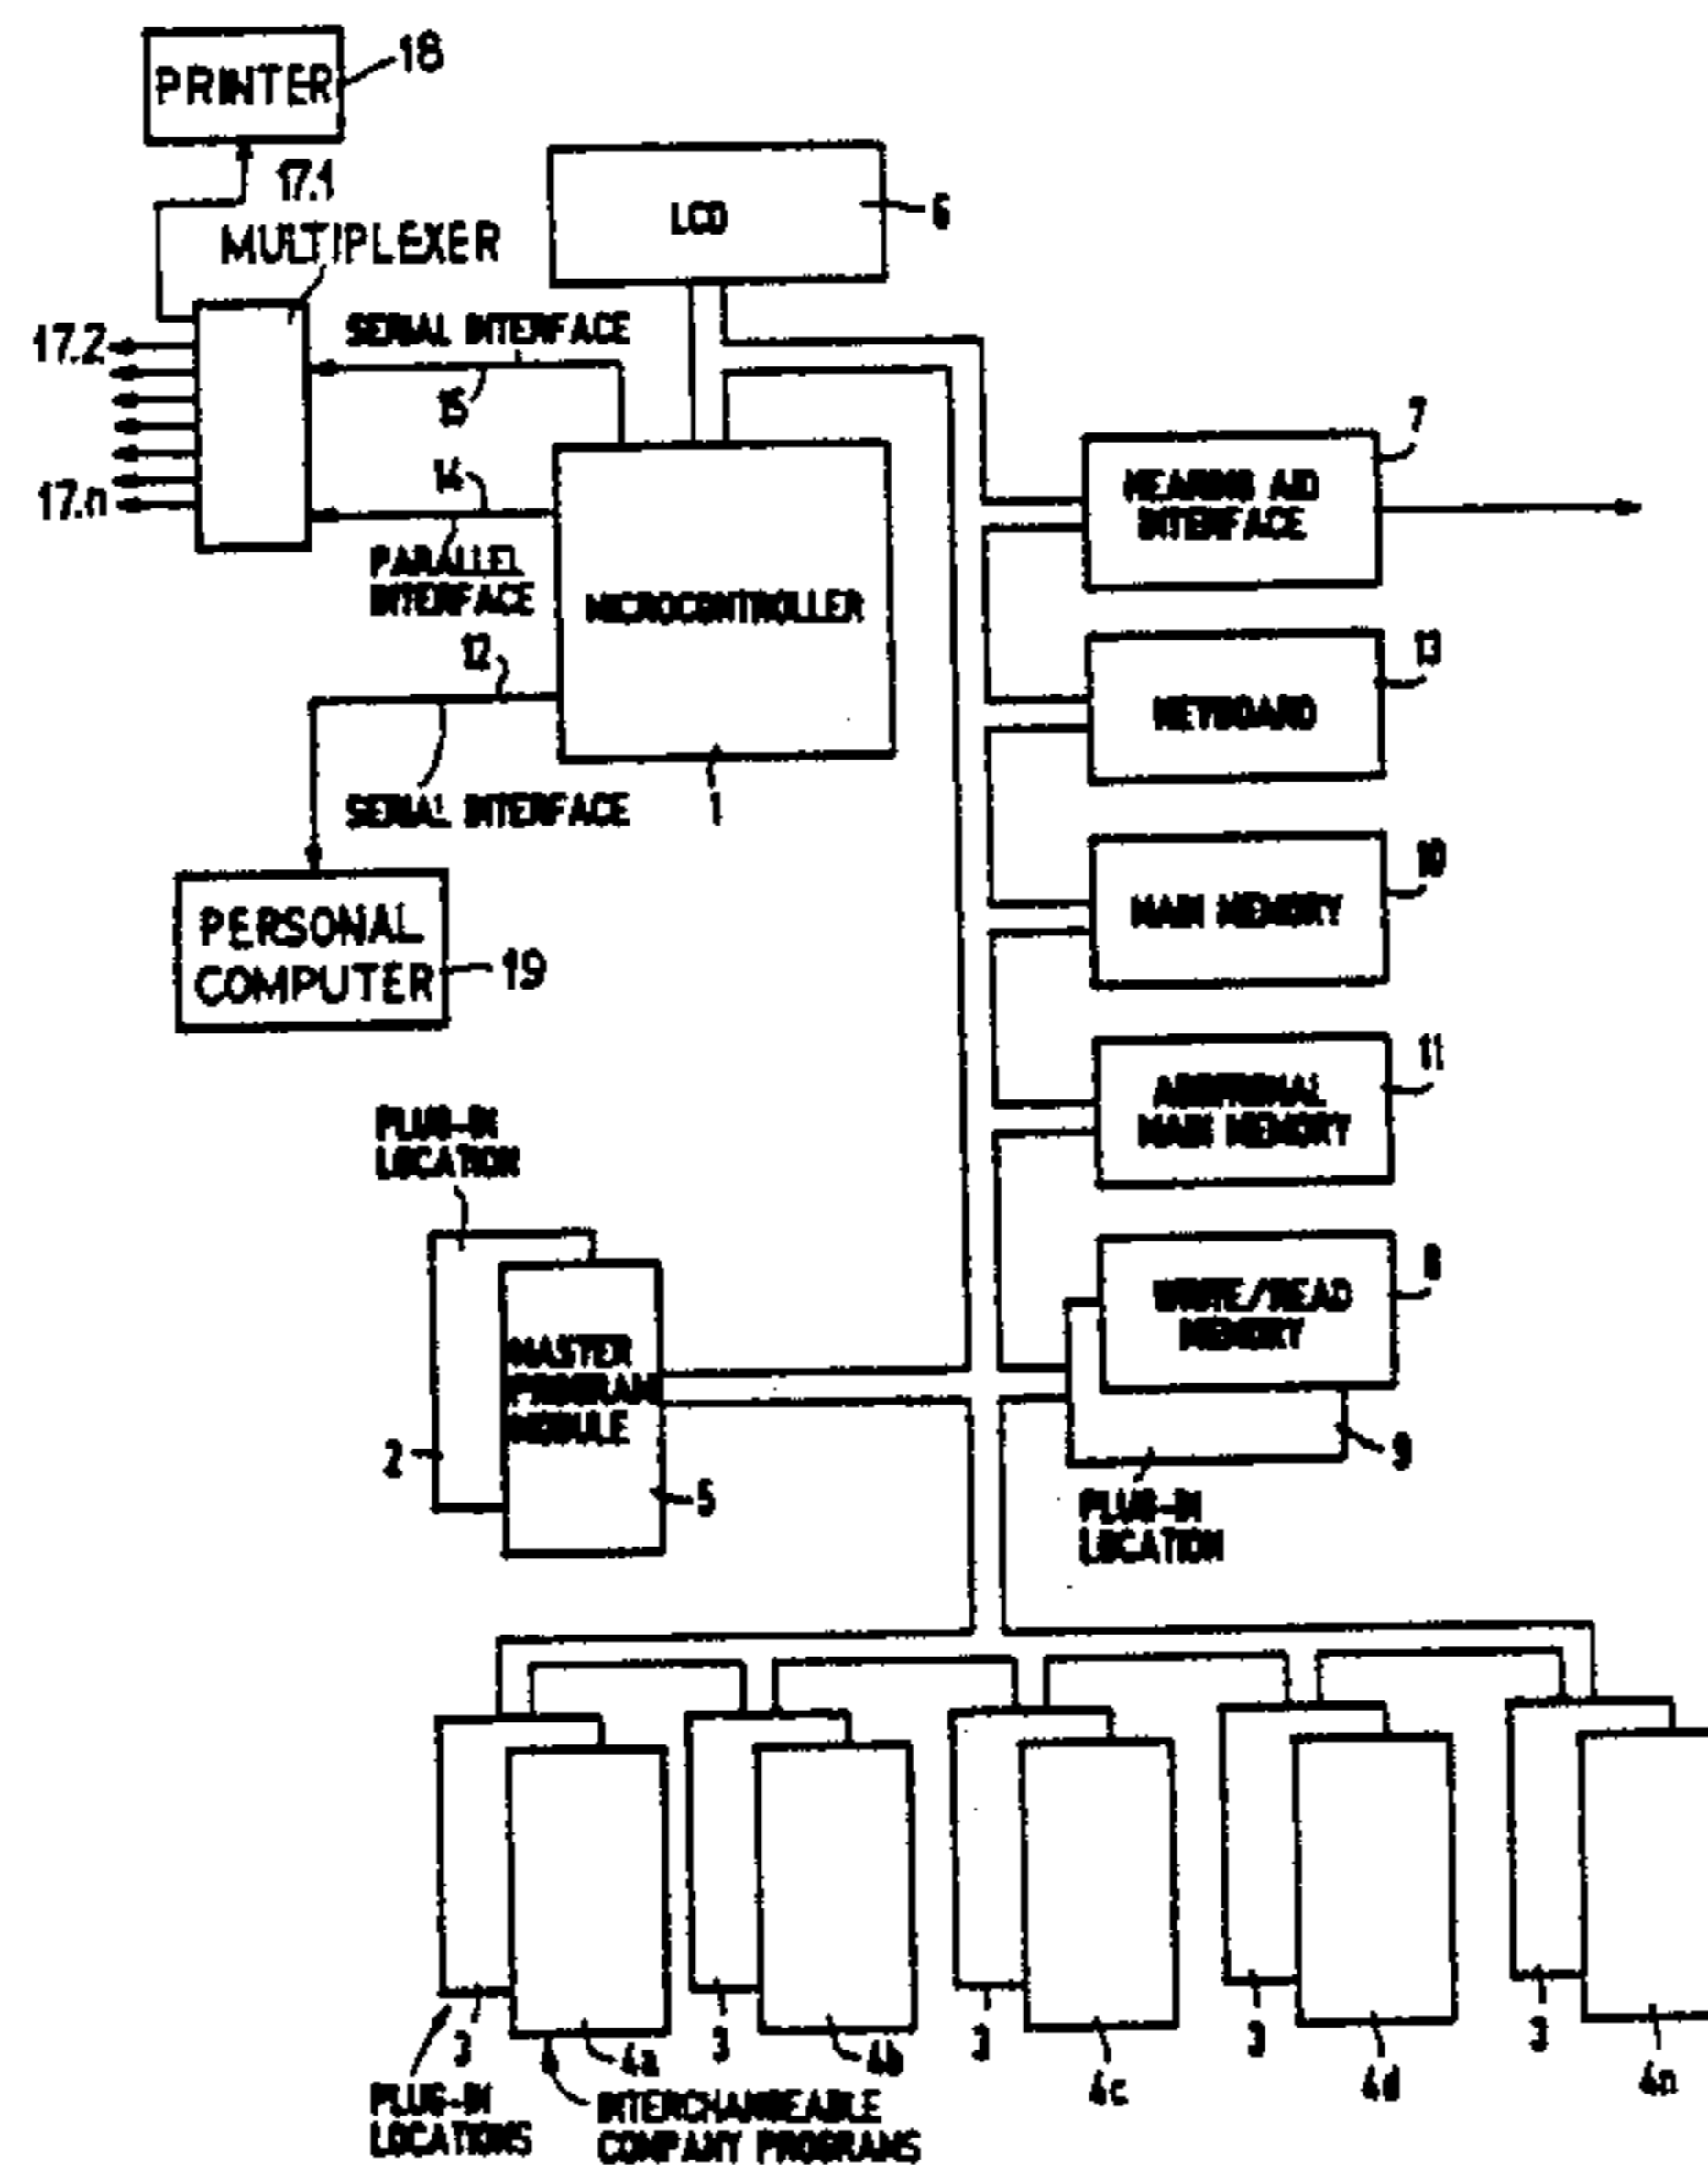 PRINTER
18
17.1
MULTIPLEXER
LCD
6
17.2
SERIAL INTERFACE
15
7
14
17.n
HEARING AID
INTERFACE
PARALLEL
INTERFACE
MICROCONTROLLER
12
13
KEYBOARD
SERIAL INTERFACE
1
10
MAIN MEMORY
PERSONAL
COMPUTER
19
11
ADDITIONAL
MAIN MEMORY
PLUG-IN
LOCATION
8
WRITE/READ
MEMORY
MASTER
PROGRAM
MODULE
2
5
9
PLUG-IN
LOCATION
3
4a
3
4b
3
4c
3
4d
3
4n
PLUG-IN
LOCATIONS
INTERCHANGEABLE
COMPANY PROGRAMS